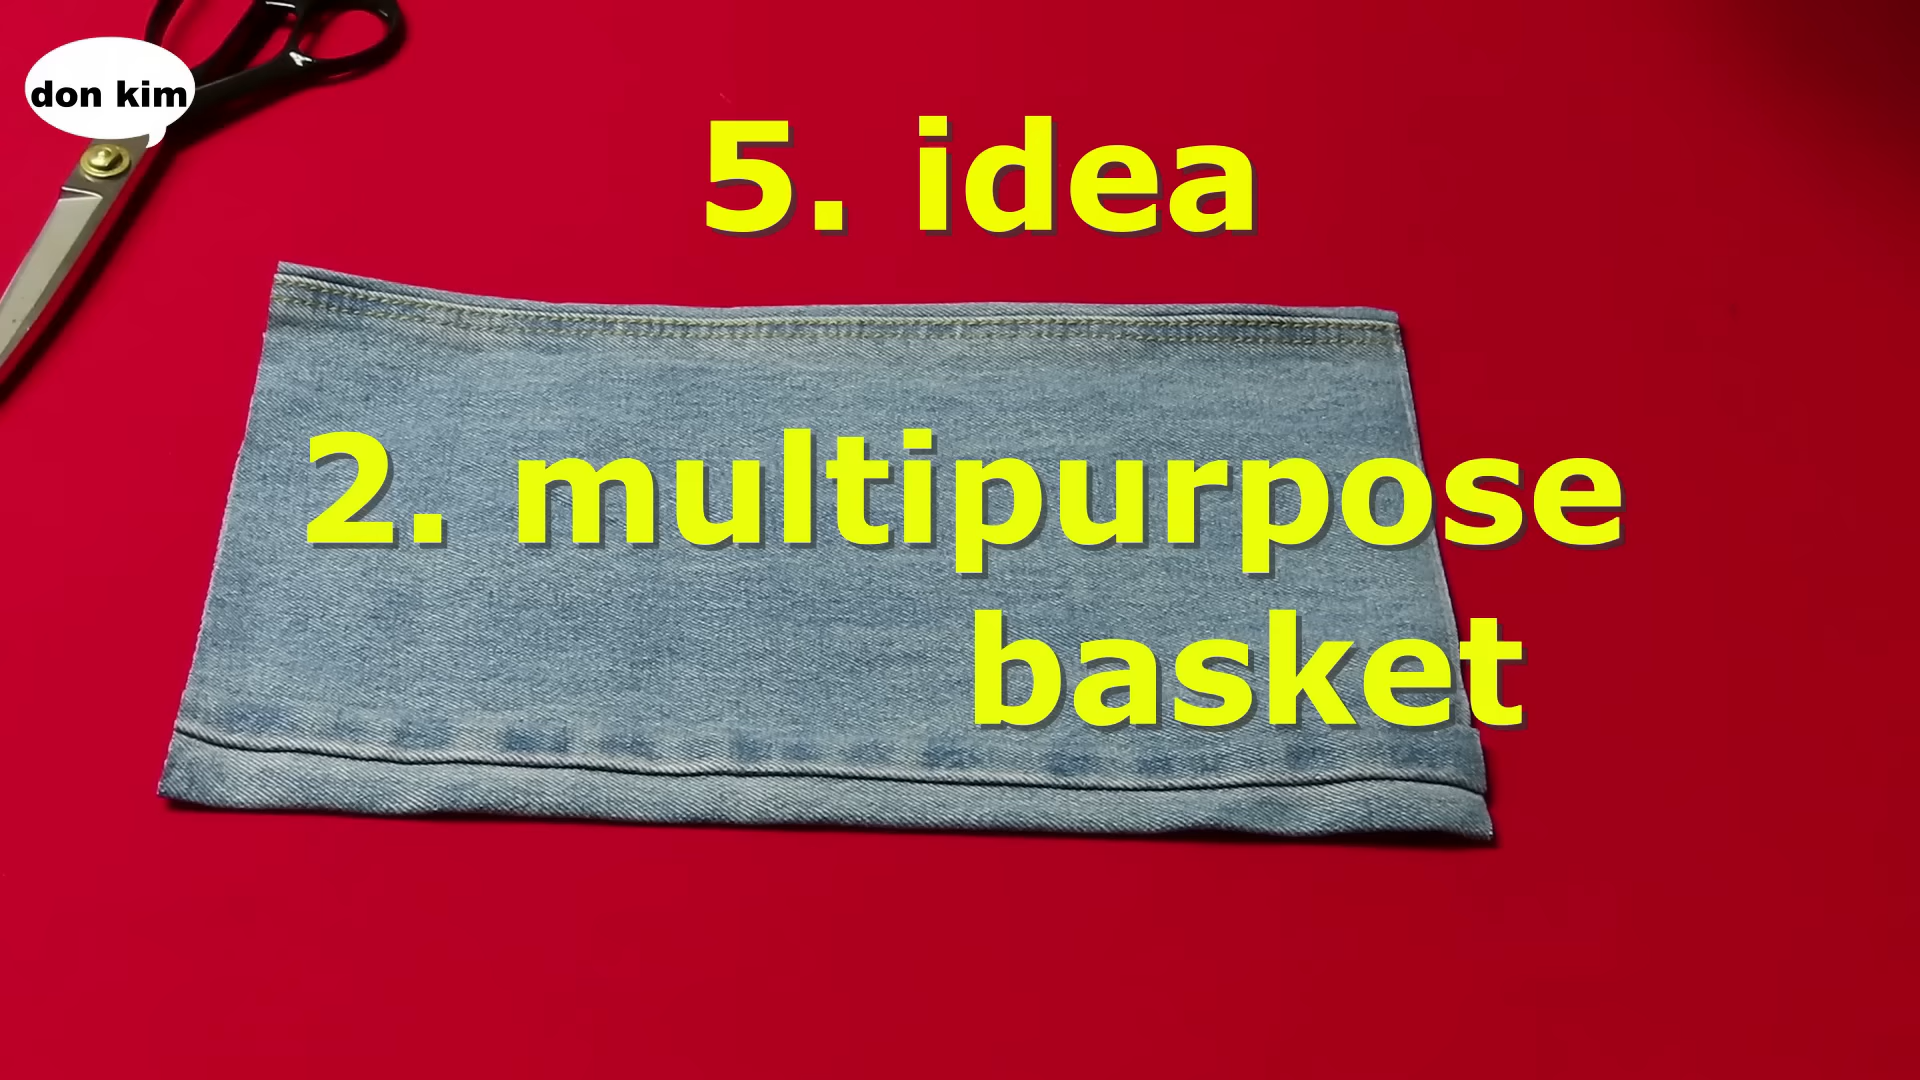 don kim
5. idea
2. multipurpose
basket